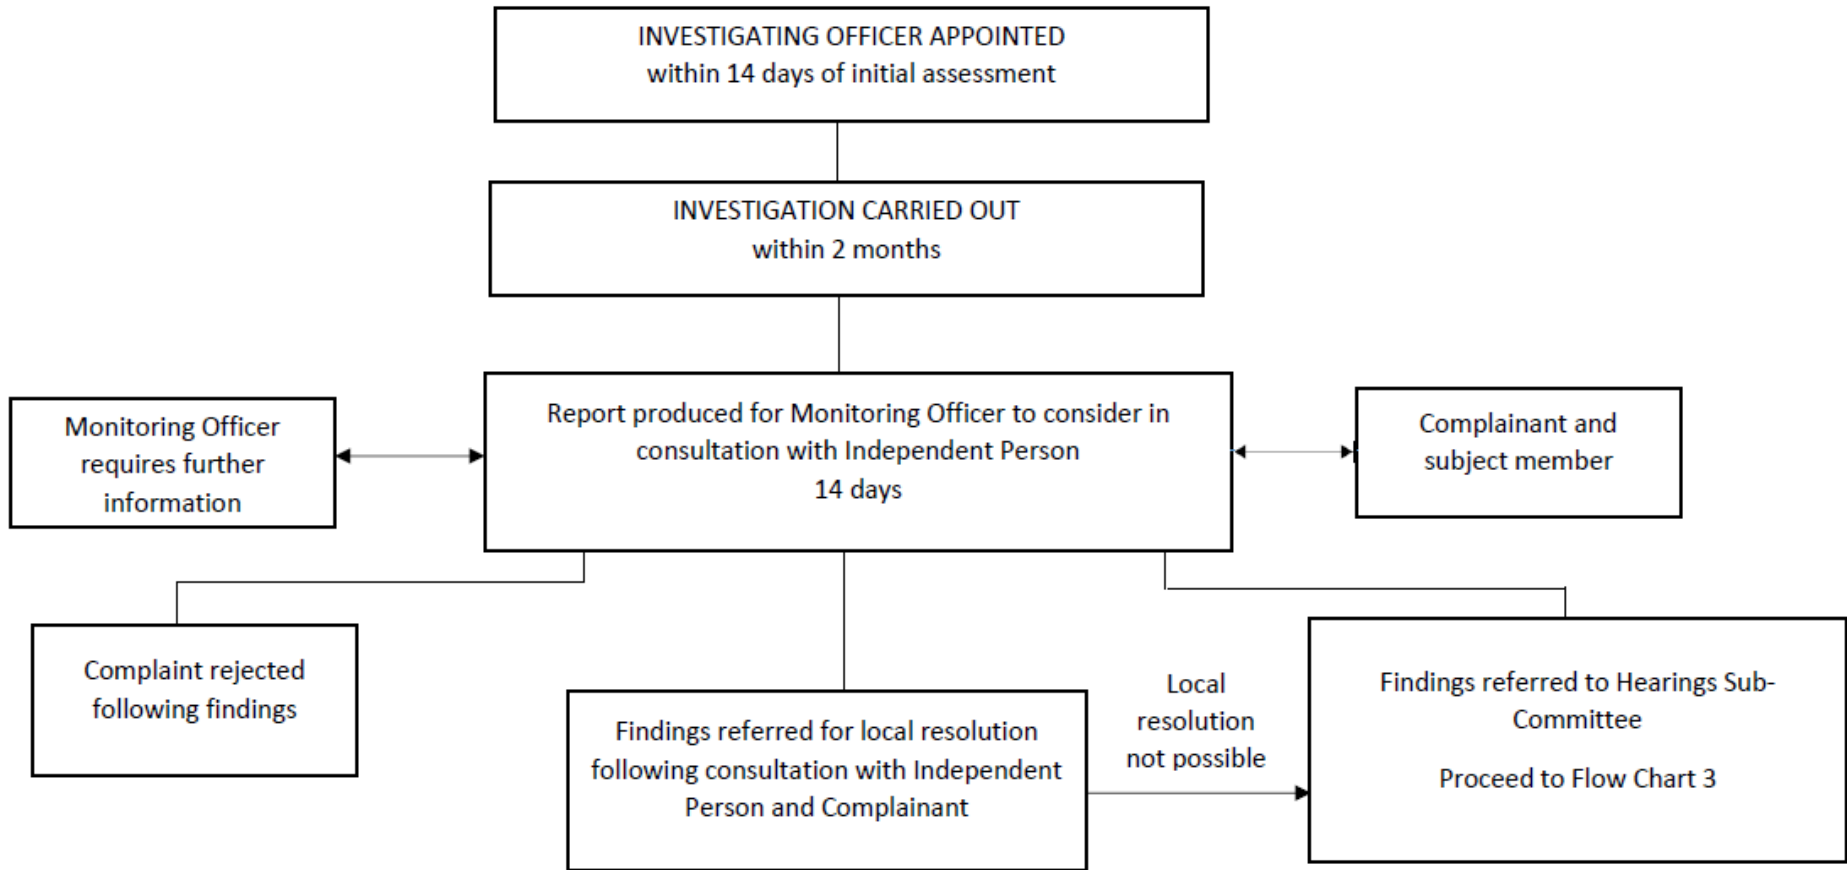 INVESTIGATING OFFICER APPOINTED
within 14 days of initial assessment
INVESTIGATION CARRIED OUT
within 2 months
Monitoring Officer
requires further
information
Report produced for Monitoring Officer to consider in
consultation with Independent Person
14 days
Complainant and
subject member
Complaint rejected
following findings
Findings referred for local resolution
following consultation with Independent
Person and Complainant
Local
resolution
not possible
Findings referred to Hearings Sub-
Committee
Proceed to Flow Chart 3